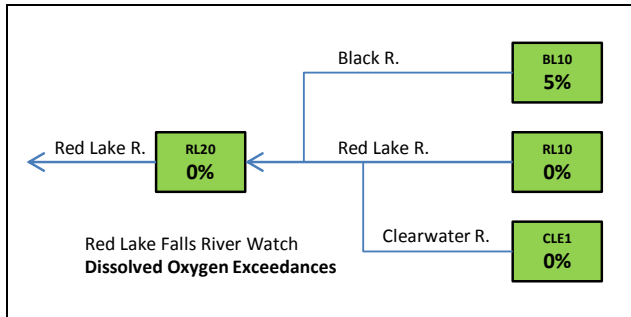 Black R.
BL10
5%
Red Lake R.
RL20
0%
Red Lake R.
RL10
0%
Clearwater R.
CLE1
0%
Red Lake Falls River Watch
Dissolved Oxygen Exceedances